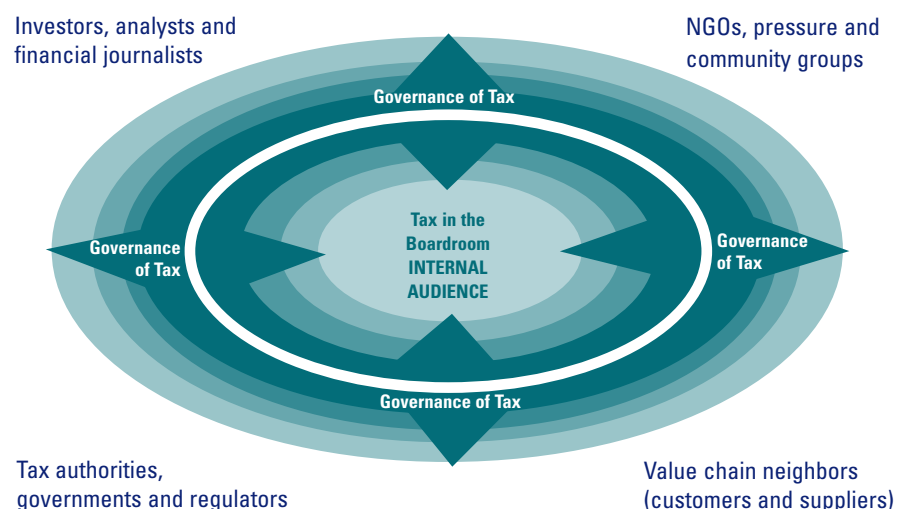 Investors, analysts and
financial journalists
NGOs, pressure and
community groups
Governance of Tax
Governance
of Tax
Tax in the
Boardroom
INTERNAL
AUDIENCE
Governance
of Tax
Governance of Tax
Tax authorities,
governments and regulators
Value chain neighbors
(customers and suppliers)